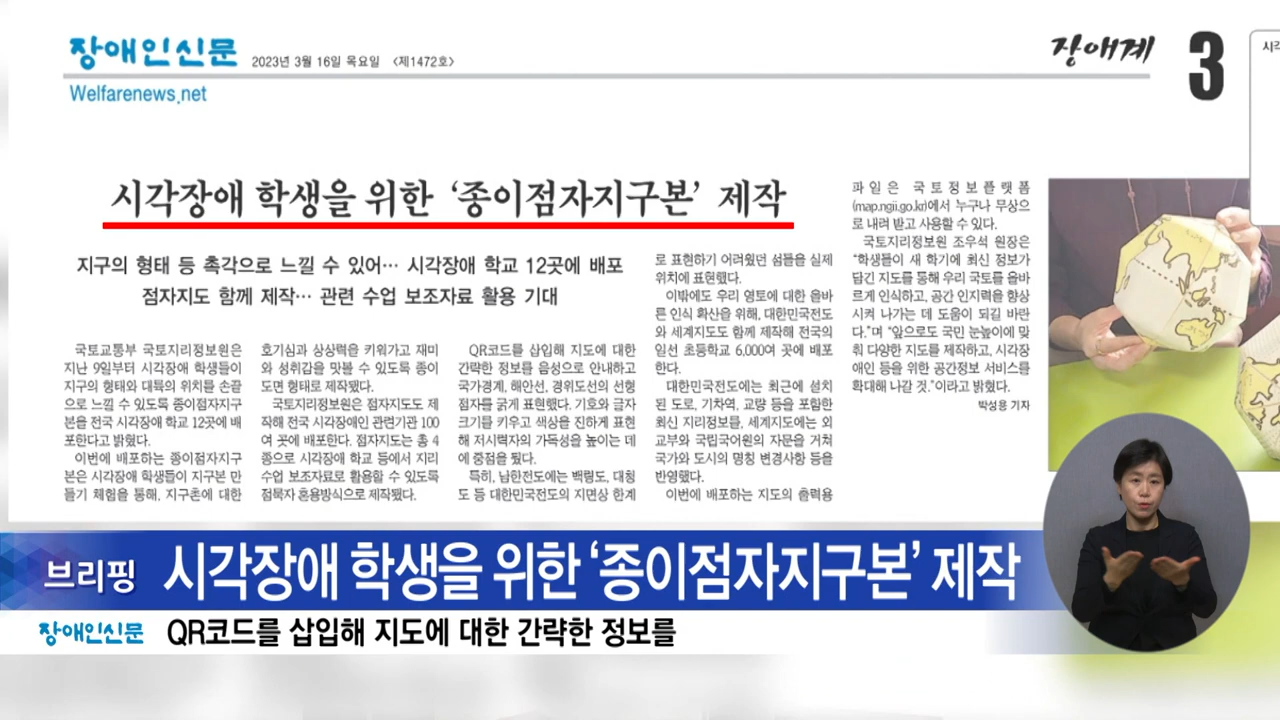 장애인신문 2023년 3월 16일 목요일 <제1472호>
장애계 3
시각
Welfarenews.net
시각장애 학생을 위한 ‘종이점자지구본’ 제작
지구의 형태 등 촉각으로 느낄 수 있어… 시각장애 학교 12곳에 배포
점자지도 함께 제작… 관련 수업 보조자료 활용 기대
국토교통부 국토지리정보원은
지난 9일부터 시각장애 학생들이
지구의 형태와 대륙의 위치를 손끝
으로 느낄 수 있도록 종이점자지구
본을 전국 시각장애 학교 12곳에 배
포한다고 밝혔다.
이번에 배포하는 종이점자지구
본은 시각장애 학생들이 지구본 만
들기 체험을 통해, 지구촌에 대한
호기심과 상상력을 키워가고 재미
와 성취감을 맛볼 수 있도록 종이
도면 형태로 제작됐다.
국토지리정보원은 점자지도도 제
작해 전국 시각장애인 관련기관 100
여 곳에 배포한다. 점자지도는 총 4
종으로 시각장애 학교 등에서 지리
수업 보조자료로 활용할 수 있도록
점묵자 혼용방식으로 제작됐다.
QR코드를 삽입해 지도에 대한
간략한 정보를 음성으로 안내하고
국가경계, 해안선, 경위도선의 선형
점자를 굵게 표현했다. 기호와 글자
크기를 키우고 색상을 진하게 표현
해 저시력자의 가독성을 높이는 데
에 중점을 뒀다.
특히, 남한전도에는 백령도, 대청
도 등 대한민국전도의 지면상 한계
로 표현하기 어려웠던 섬들을 실제
위치에 표현했다.
이밖에도 우리 영토에 대한 올바
른 인식 확산을 위해, 대한민국전도
와 세계지도도 함께 제작해 전국의
일선 초등학교 6,000여 곳에 배포
한다.
대한민국전도에는 최근에 설치
된 도로, 기차역, 교량 등을 포함한
최신 지리정보를, 세계지도에는 외
교부와 국립국어원의 자문을 거쳐
국가와 도시의 명칭 변경사항 등을
반영했다.
이번에 배포하는 지도의 출력용
파일은 국토정보플랫폼
(map.ngii.go.kr)에서 누구나 무상으
로 내려 받고 사용할 수 있다.
국토지리정보원 조우석 원장은
“학생들이 새 학기에 최신 정보가
담긴 지도를 통해 우리 국토를 올바
르게 인식하고, 공간 인지력을 향상
시켜 나가는 데 도움이 되길 바란
다.”며 “앞으로도 국민 눈높이에 맞
춰 다양한 지도를 제작하고, 시각장
애인 등을 위한 공간정보 서비스를
확대해 나갈 것.”이라고 밝혔다.
박성용 기자
브리핑 시각장애 학생을 위한 ‘종이점자지구본’ 제작
장애인신문 QR코드를 삽입해 지도에 대한 간략한 정보를